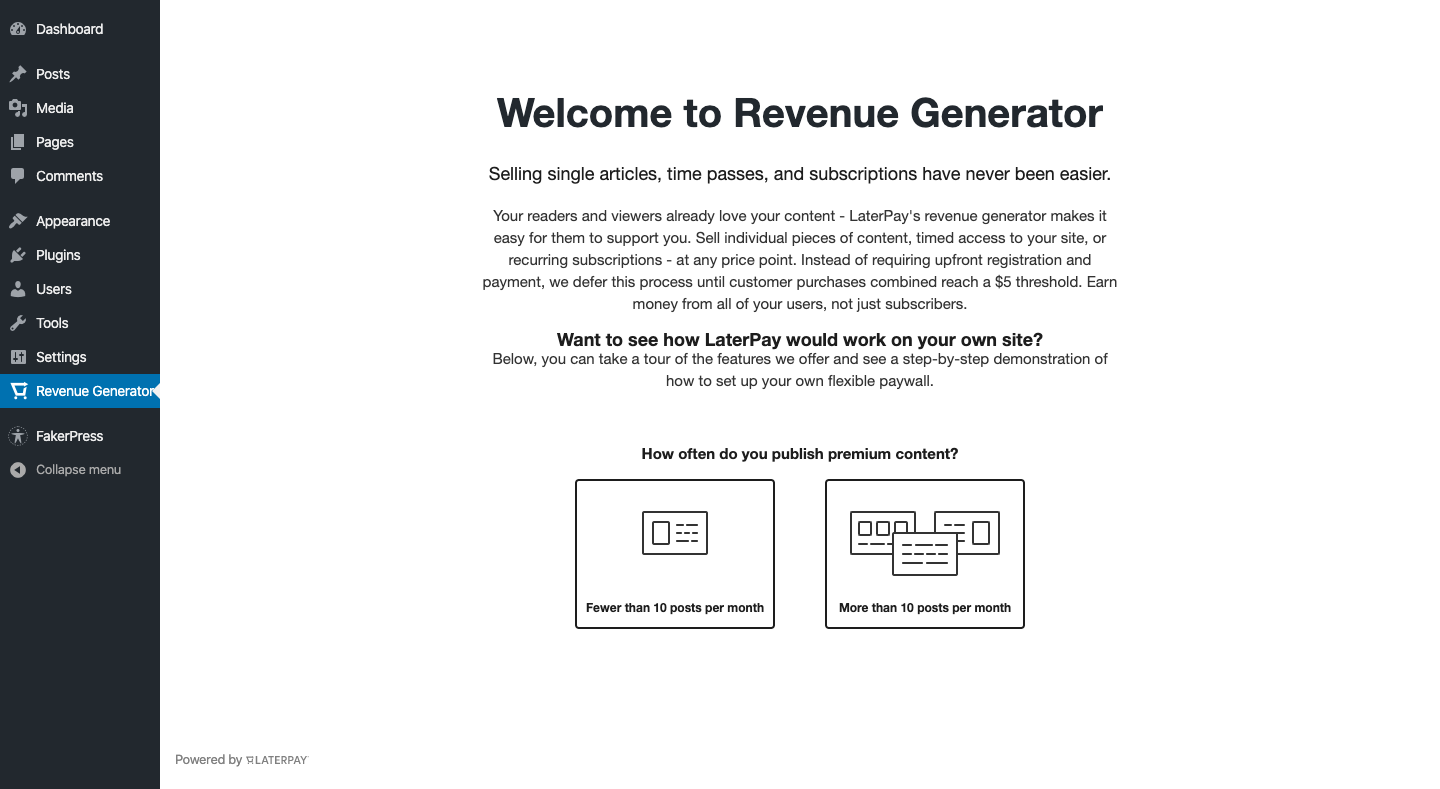 Dashboard
Posts
Media
Pages
Comments
Appearance
Plugins
Users
Tools
Settings
Revenue Generator
FakerPress
Collapse menu
Welcome to Revenue Generator
Selling single articles, time passes, and subscriptions have never been easier.
Your readers and viewers already love your content - LaterPay's revenue generator makes it
easy for them to support you. Sell individual pieces of content, timed access to your site, or
recurring subscriptions - at any price point. Instead of requiring upfront registration and
payment, we defer this process until customer purchases combined reach a $5 threshold. Earn
money from all of your users, not just subscribers.
Want to see how LaterPay would work on your own site?
Below, you can take a tour of the features we offer and see a step-by-step demonstration of
how to set up your own flexible paywall.
How often do you publish premium content?
Fewer than 10 posts per month
More than 10 posts per month
Powered by LATERPAY